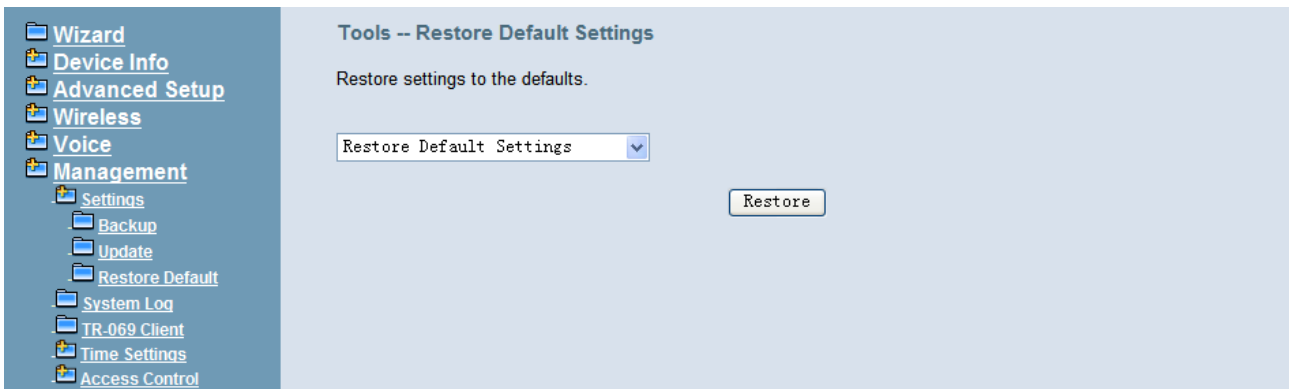 Wizard
Device Info
Advanced Setup
Wireless
Voice
Management
Settings
Backup
Update
Restore Default
System Log
TR-069 Client
Time Settings
Access Control
Tools -- Restore Default Settings
Restore settings to the defaults.
Restore Default Settings
Restore